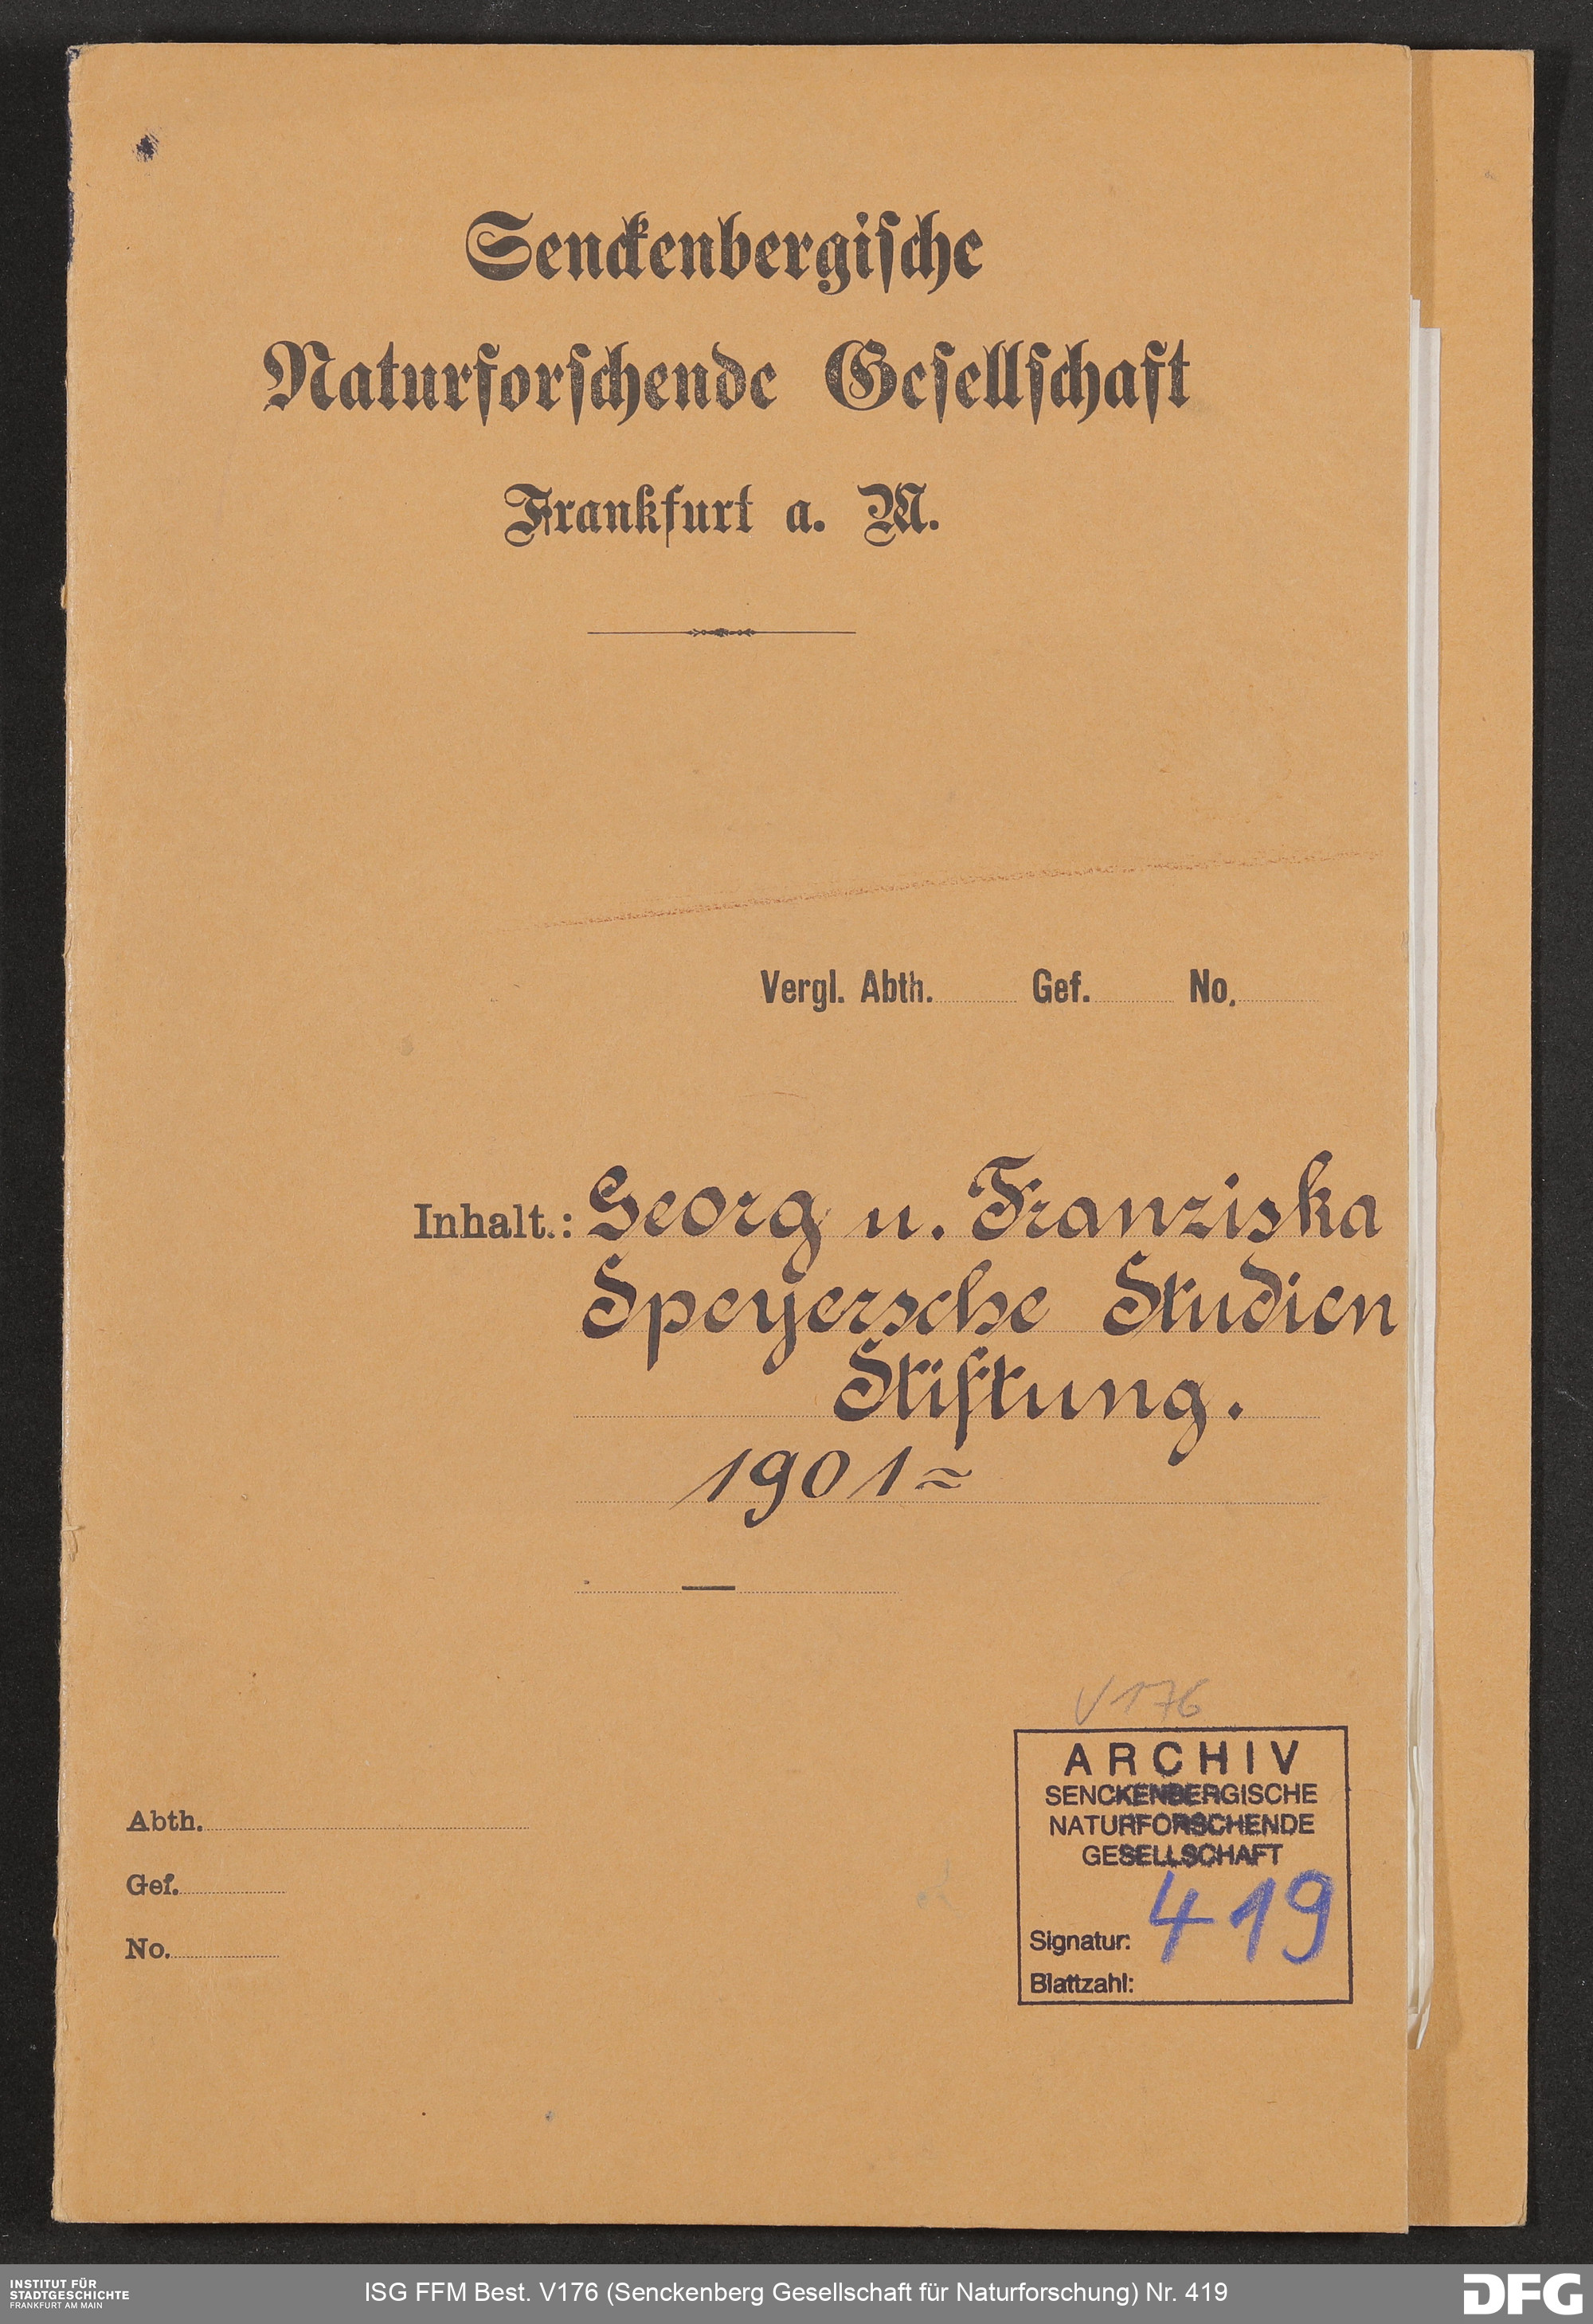 Senckenbergische
Naturforschende Gesellschaft
Frankfurt a. M.
Vergl. Abth. Gef. No.
Inhalt.: Georg u. Franziska
Speyersche Studien
Stiftung.
1901=
—
V 176
ARCHIV
SENCKENBERGISCHE
NATURFORSCHENDE
GESELLSCHAFT
Signatur: 419
Blattzahl:
Abth.
Gef.
No.
INSTITUT FÜR
STADTGESCHICHTE
FRANKFURT AM MAIN
ISG FFM Best. V176 (Senckenberg Gesellschaft für Naturforschung) Nr. 419
DFG